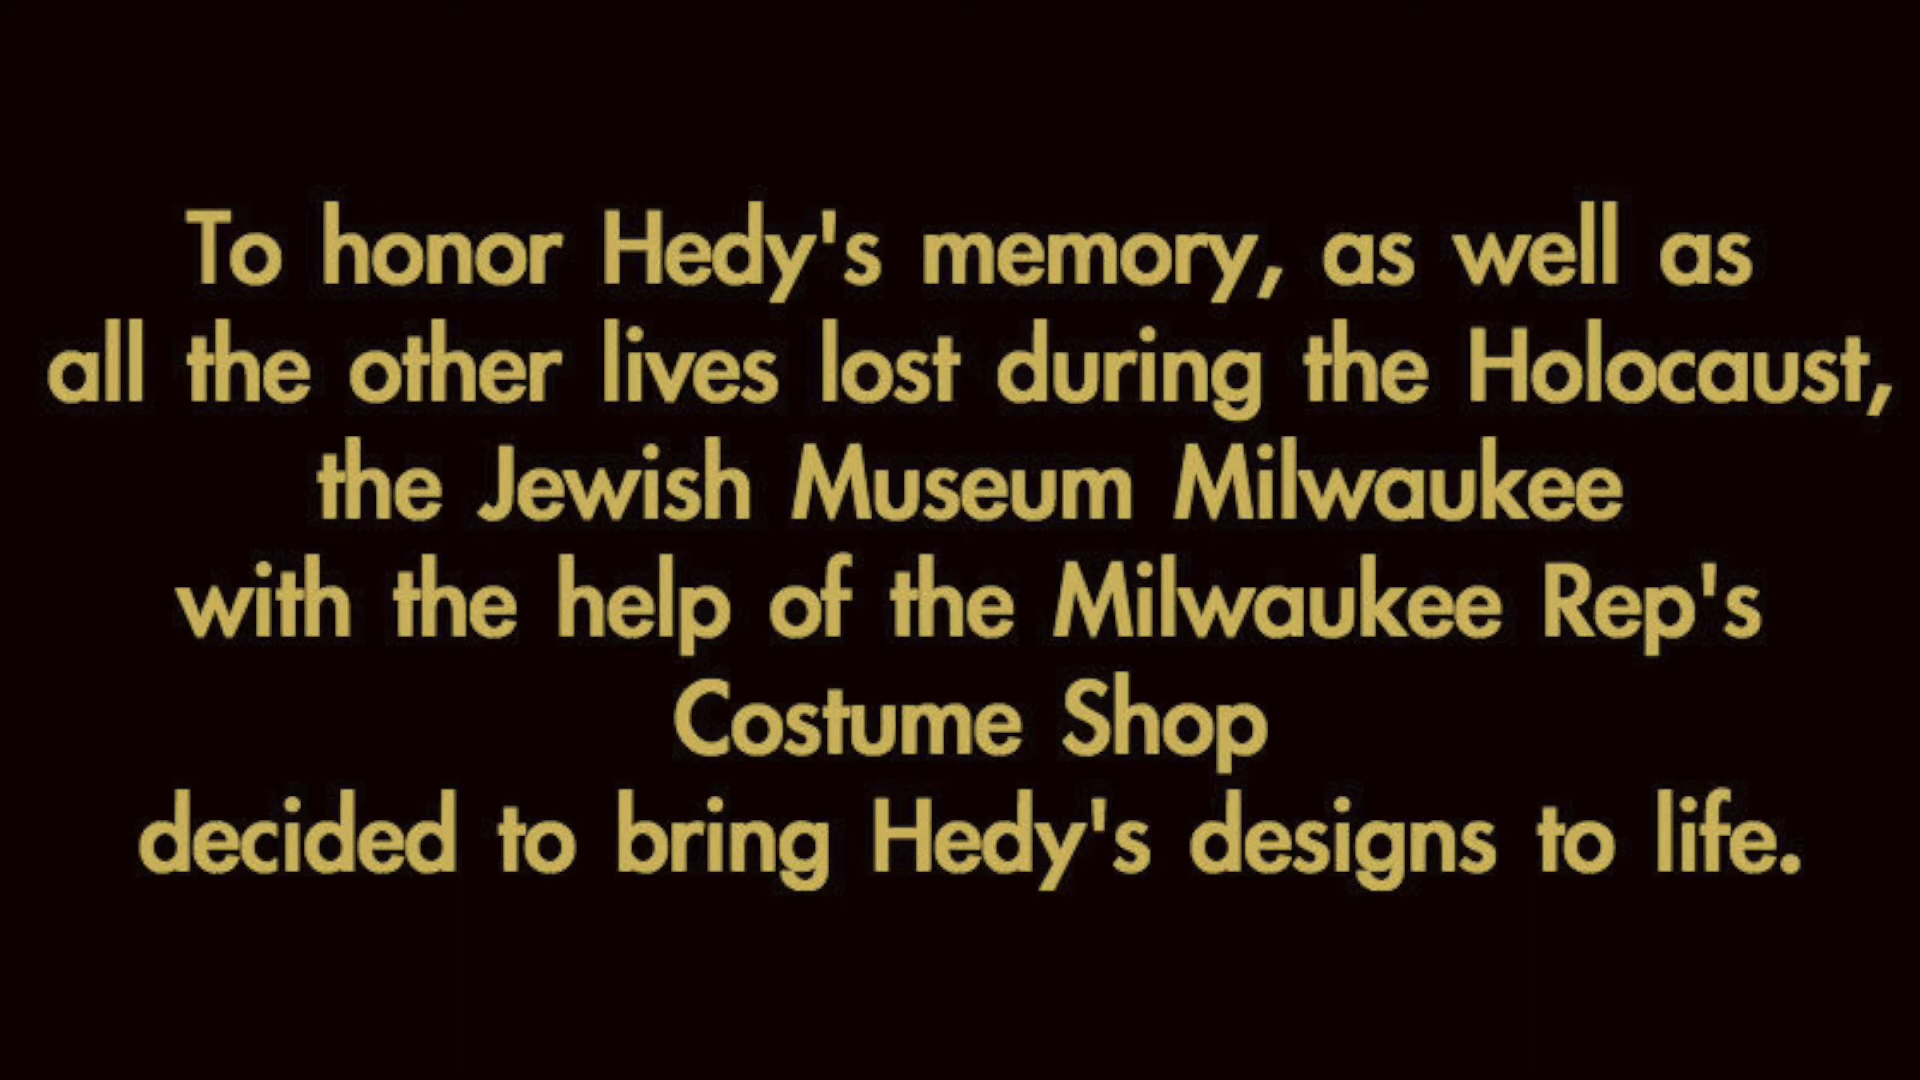 To honor Hedy's memory, as well as
all the other lives lost during the Holocaust,
the Jewish Museum Milwaukee
with the help of the Milwaukee Rep's
Costume Shop
decided to bring Hedy's designs to life.